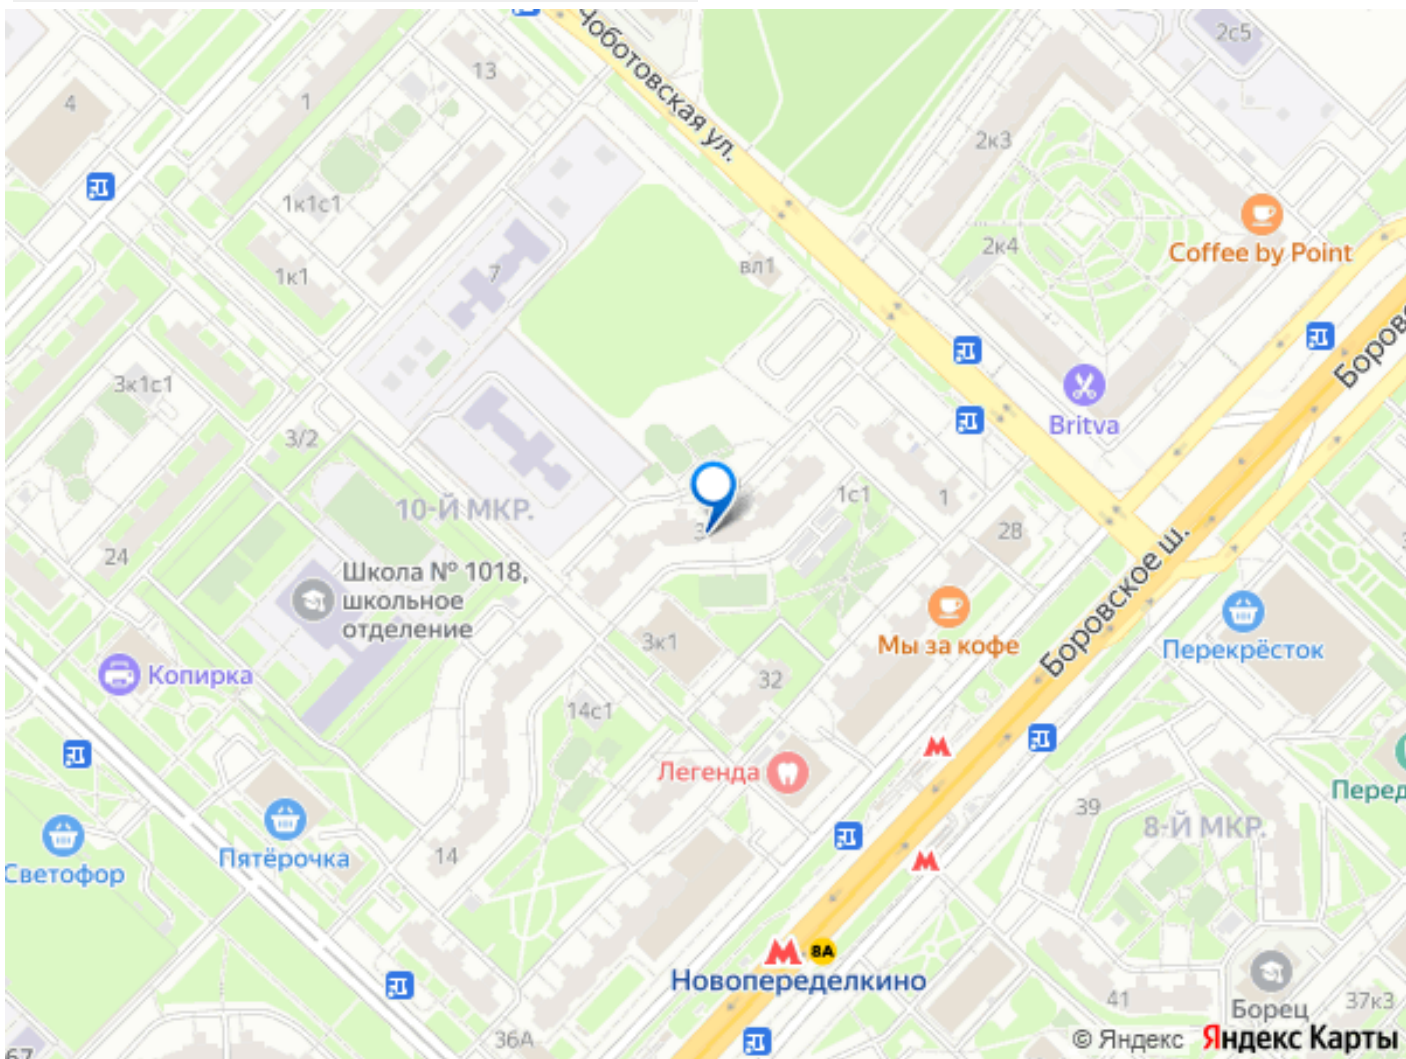 2с5
Чоботовская ул.
13
4
1
2к3
1к1с1
Coffee by Point
2к4
7
вл1
1к1
3к1с1
Britva
3/2
1с1
1
10-Й МКР.
28
24
Школа № 1018,
школьное
отделение
Боровское ш.
Мы за кофе
Перекрёсток
3к1
Копирка
32
14с1
Легенда
39
8-Й МКР.
Светофор
Пятёрочка
14
8А
Новопеределкино
41
Борец
37к3
36А
67
© Яндекс Яндекс Карты